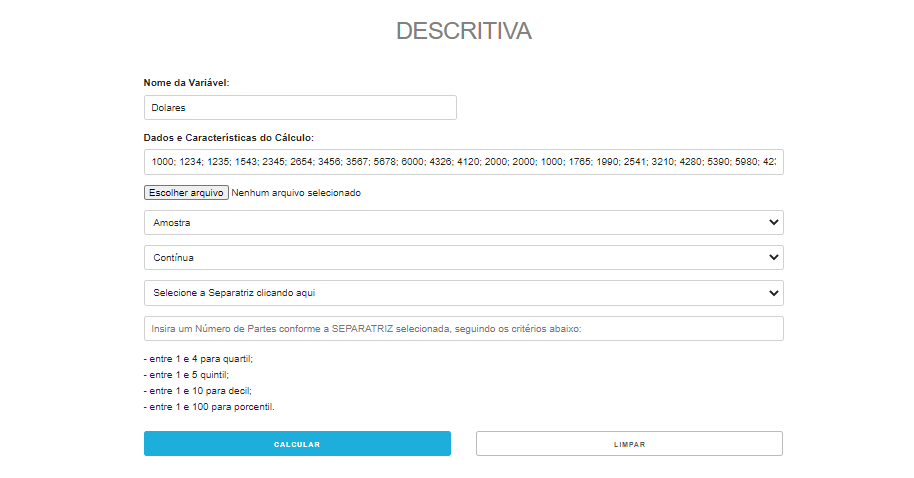 DESCRITIVA
Nome da Variável:
Dolares
Dados e Características do Cálculo:
1000; 1234; 1235; 1543; 2345; 2654; 3456; 3567; 5678; 6000; 4326; 4120; 2000; 2000; 1000; 1765; 1990; 2541; 3210; 4280; 5390; 5980; 423
Escolher arquivo Nenhum arquivo selecionado
Amostra
Contínua
Selecione a Separatriz clicando aqui
Insira um Número de Partes conforme a SEPARATRIZ selecionada, seguindo os critérios abaixo:
- entre 1 e 4 para quartil;
- entre 1 e 5 quintil;
- entre 1 e 10 para decil;
- entre 1 e 100 para porcentil.
CALCULAR LIMPAR